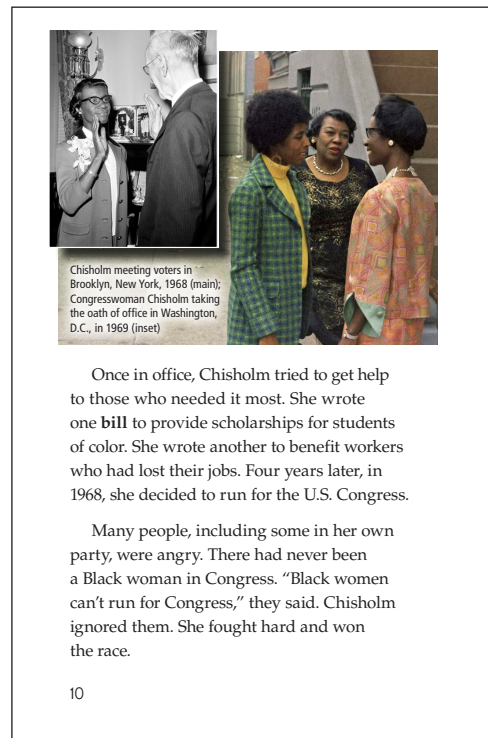 Chisholm meeting voters in
Brooklyn, New York, 1968 (main);
Congresswoman Chisholm taking
the oath of office in Washington,
D.C., in 1969 (inset)
Once in office, Chisholm tried to get help
to those who needed it most. She wrote
one bill to provide scholarships for students
of color. She wrote another to benefit workers
who had lost their jobs. Four years later, in
1968, she decided to run for the U.S. Congress.
Many people, including some in her own
party, were angry. There had never been
a Black woman in Congress. “Black women
can’t run for Congress,” they said. Chisholm
ignored them. She fought hard and won
the race.
10